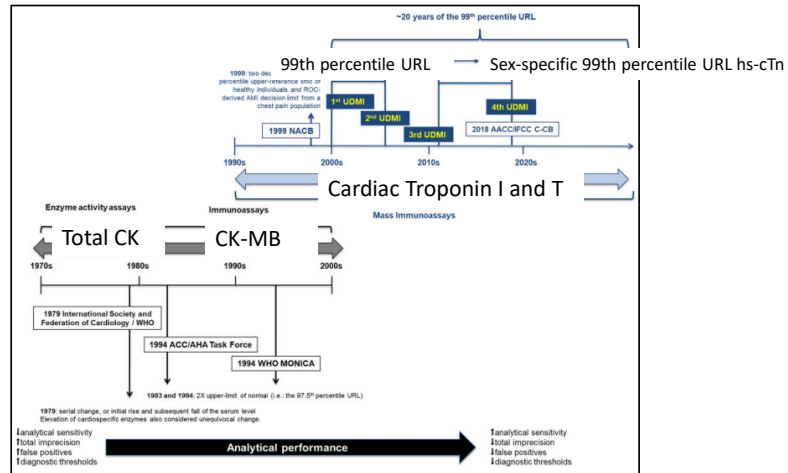 ~20 years of the 99th percentile URL
99th percentile URL
Sex-specific 99th percentile URL hs-cTn
1999: two dec
percentile upper-reference limit of
healthy individuals and ROC-
derived AMI decision limit from a
chest pain population
1st UDMI
2nd UDMI
3rd UDMI
4th UDMI
1999 NACB
2018 AACC/IFCC C-CB
1990s
2000s
2010s
2020s
Cardiac Troponin I and T
Mass Immunoassays
Enzyme activity assays
Immunoassays
Total CK
CK-MB
1970s
1980s
1990s
2000s
1979 International Society and
Federation of Cardiology / WHO
1994 ACC/AHA Task Force
1994 WHO MONICA
1983 and 1994: 2X upper-limit of normal (i.e.: the 97.5th percentile URL)
1979: serial change, or initial rise and subsequent fall of the serum level
Elevation of cardiospecific enzymes also considered unequivocal change.
↓analytical sensitivity
↑total imprecision
↑false positives
↑diagnostic thresholds
Analytical performance
↑analytical sensitivity
↓total imprecision
↓false positives
↓diagnostic thresholds